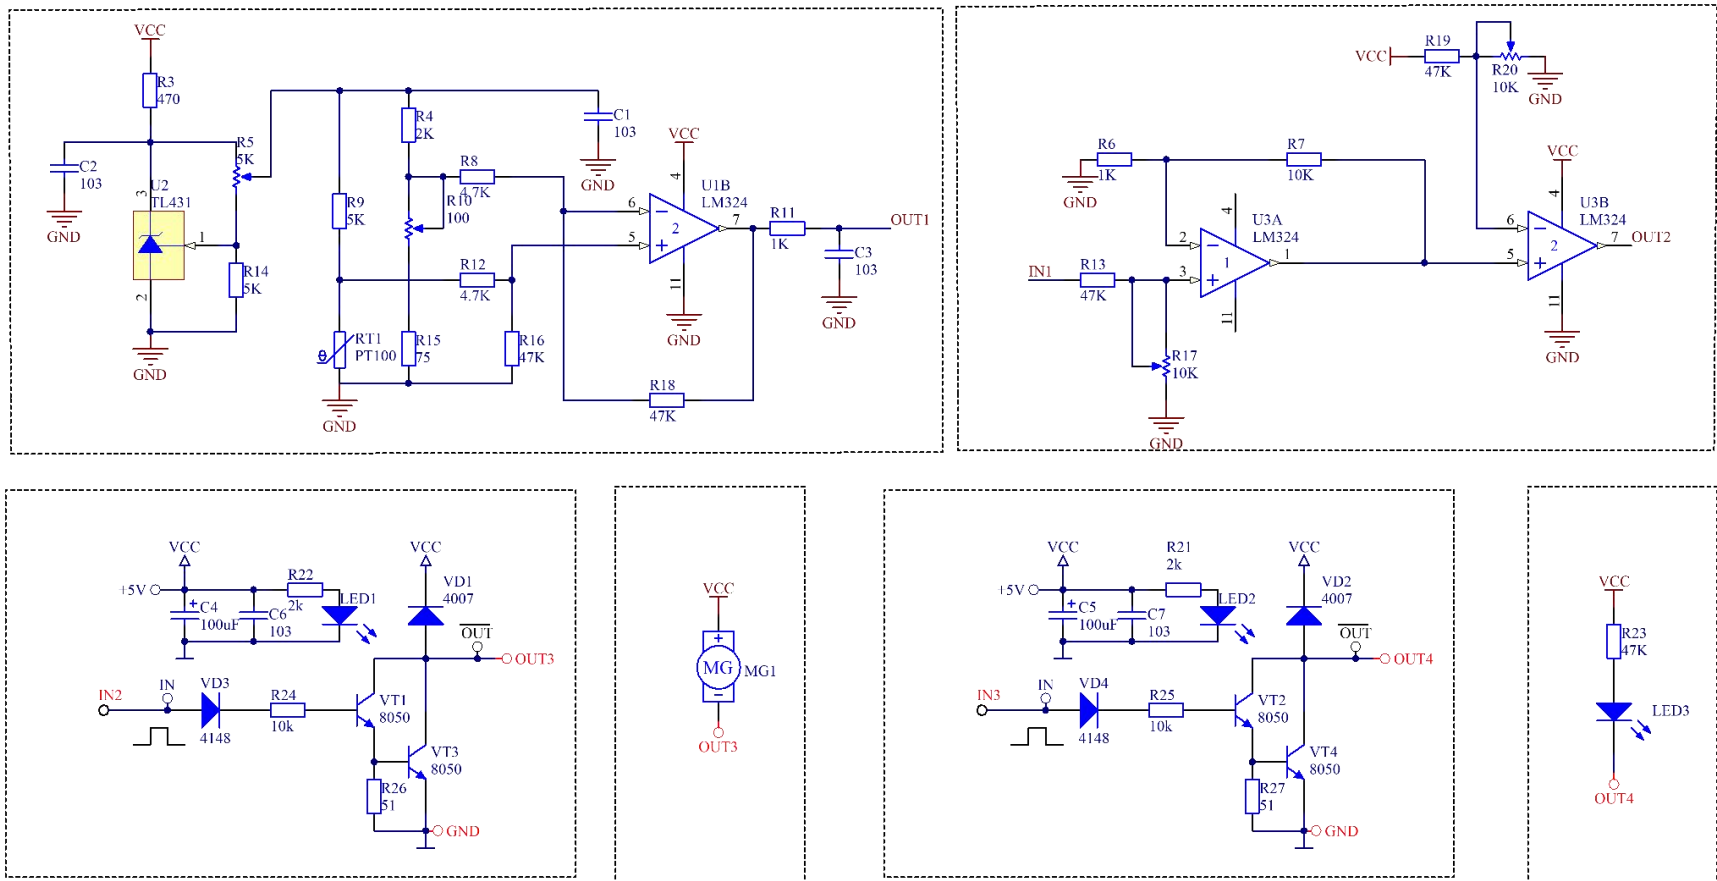 VCC
R3
470
C2
103
GND
U2
TL431
3
1
2
R5
5K
R14
5K
GND
R4
2K
R8
4.7K
R9
5K
R10
100
R12
4.7K
RT1
PT100
θ
R15
75
R16
47K
GND
C1
103
GND
VCC
4
U1B
LM324
6
5
2
7
11
GND
R18
47K
R11
1K
OUT1
C3
103
GND
VCC
R19
47K
R20
10K
GND
R6
1K
GND
R7
10K
4
U3A
LM324
2
3
1
1
11
IN1
R13
47K
R17
10K
GND
VCC
4
U3B
LM324
6
5
2
7
OUT2
11
GND
VCC
+5V
R22
2k
LED1
+
C4
100uF
C6
103
VCC
VD1
4007
OUT
OUT3
IN2
IN
VD3
4148
R24
10k
VT1
8050
VT3
8050
R26
51
GND
VCC
+
MG
MG1
OUT3
VCC
+5V
R21
2k
LED2
+
C5
100uF
C7
103
VCC
VD2
4007
OUT
OUT4
IN3
IN
VD4
4148
R25
10k
VT2
8050
VT4
8050
R27
51
GND
VCC
R23
47K
LED3
OUT4